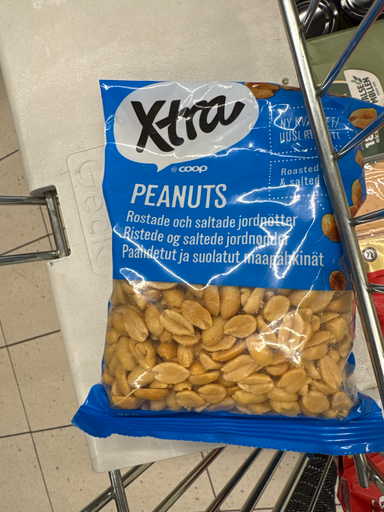 Xtra
coop
NY KVALITET/
UUSI RESEPTI
Roasted
& salted
PEANUTS
Rostade och saltade jordnötter
Ristede og saltede jordnødder
Paahdetut ja suolatut maapähkinät